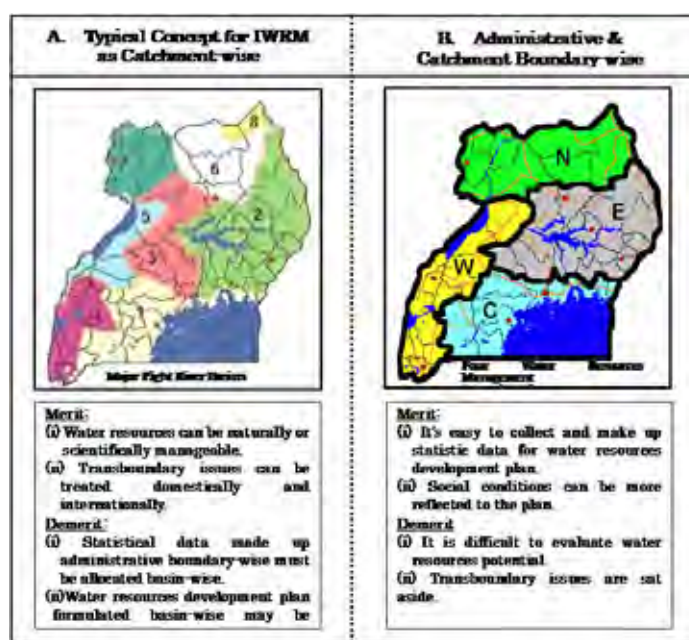 A. Typical Concept for IWRM
as Catchment-wise
B. Administrative &
Catchment Boundary-wise
8
6
2
5
3
Major Eight River Basins
N
E
W
C
Four Water Resources
Management
Merit:
(i) Water resources can be naturally or
scientifically manageable.
(ii) Transboundary issues can be
treated domestically and
internationally.
Demerit:
(i) Statistical data made up
administrative boundary-wise must
be allocated basin-wise.
(ii)Water resources development plan
formulated basin-wise may be
Merit:
(i) It's easy to collect and make up
statistic data for water resources
development plan.
(ii) Social conditions can be more
reflected to the plan.
Demerit
(i) It is difficult to evaluate water
resources potential.
(ii) Transboundary issues are sat
aside.